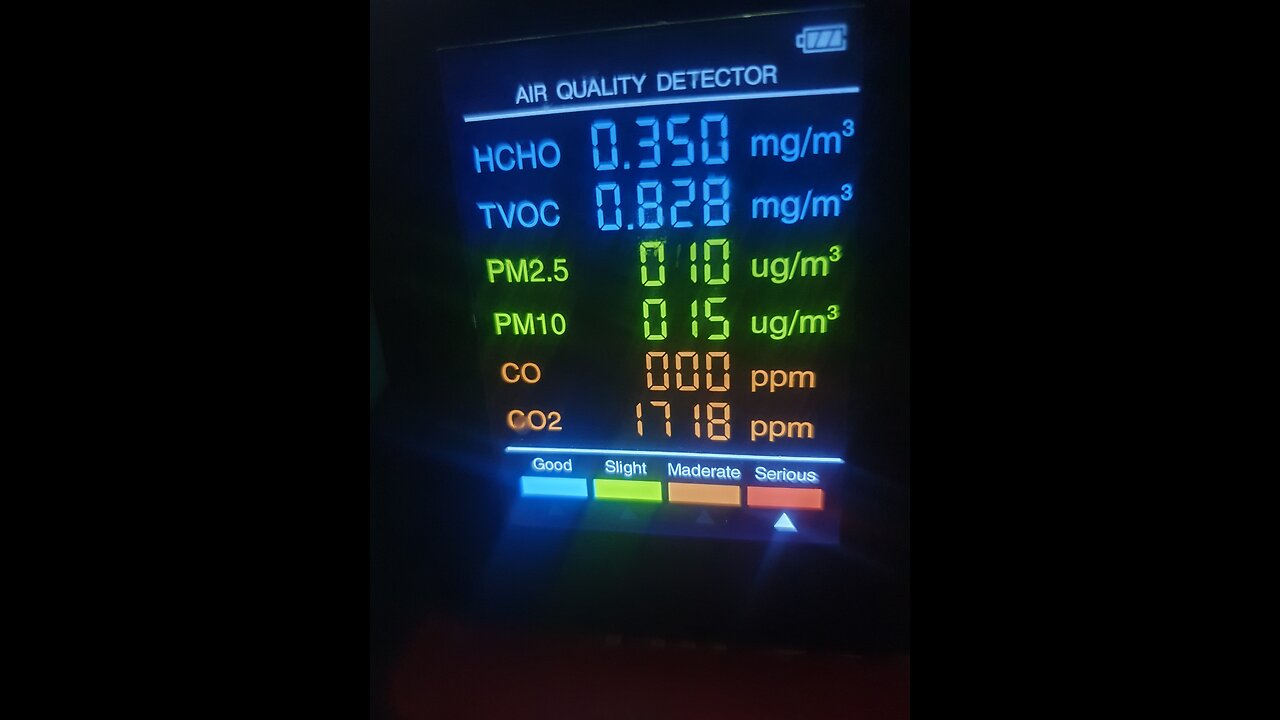 AIR QUALITY DETECTOR
HCHO 0.350 mg/m³
TVOC 0.828 mg/m³
PM2.5 010 ug/m³
PM10 015 ug/m³
CO 000 ppm
CO2 1718 ppm
Good Slight Maderate Serious